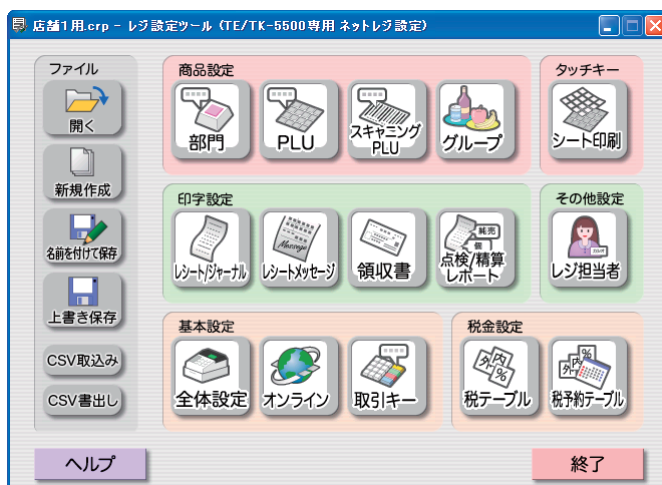 店舗1用.crp - レジ設定ツール (TE/TK-5500専用 ネットレジ設定)
ファイル
開く
新規作成
名前を付けて保存
上書き保存
CSV取込み
CSV書出し
商品設定
部門
PLU
スキャニング
PLU
グループ
タッチキー
シート印刷
印字設定
レシート/ジャーナル
Message
レシートメッセージ
領収書
純売
個
点検/精算
レポート
その他設定
レジ担当者
基本設定
全体設定
オンライン
取引キー
税金設定
外
内
%
税テーブル
外
内
%
税予約テーブル
ヘルプ
終了